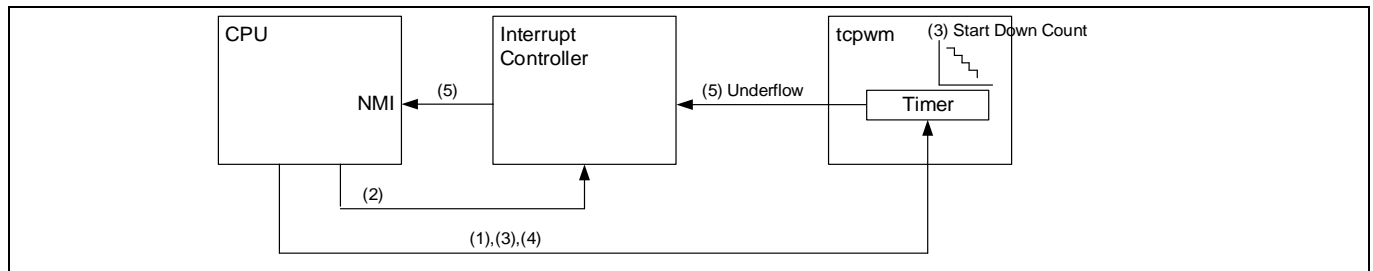 CPU
Interrupt
Controller
tcpwm
(3) Start Down Count
NMI
(5)
(5) Underflow
Timer
(2)
(1),(3),(4)